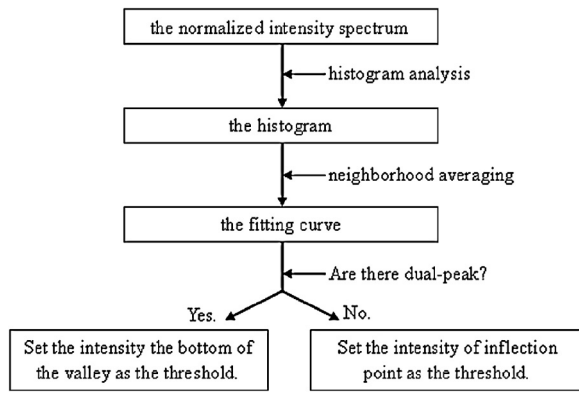 the normalized intensity spectrum
histogram analysis
the histogram
neighborhood averaging
the fitting curve
Are there dual-peak?
Yes.
No.
Set the intensity the bottom of
the valley as the threshold.
Set the intensity of inflection
point as the threshold.